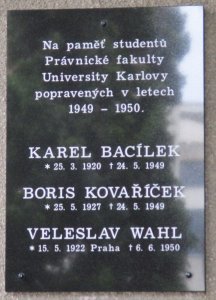 Na paměť studentů
Právnické fakulty
University Karlovy
popravených v letech
1949 – 1950.
KAREL BACÍLEK
* 25. 3. 1920 † 24. 5. 1949
BORIS KOVAŘÍČEK
* 25. 5. 1927 † 24. 5. 1949
VELESLAV WAHL
* 15. 5. 1922 Praha † 6. 6. 1950